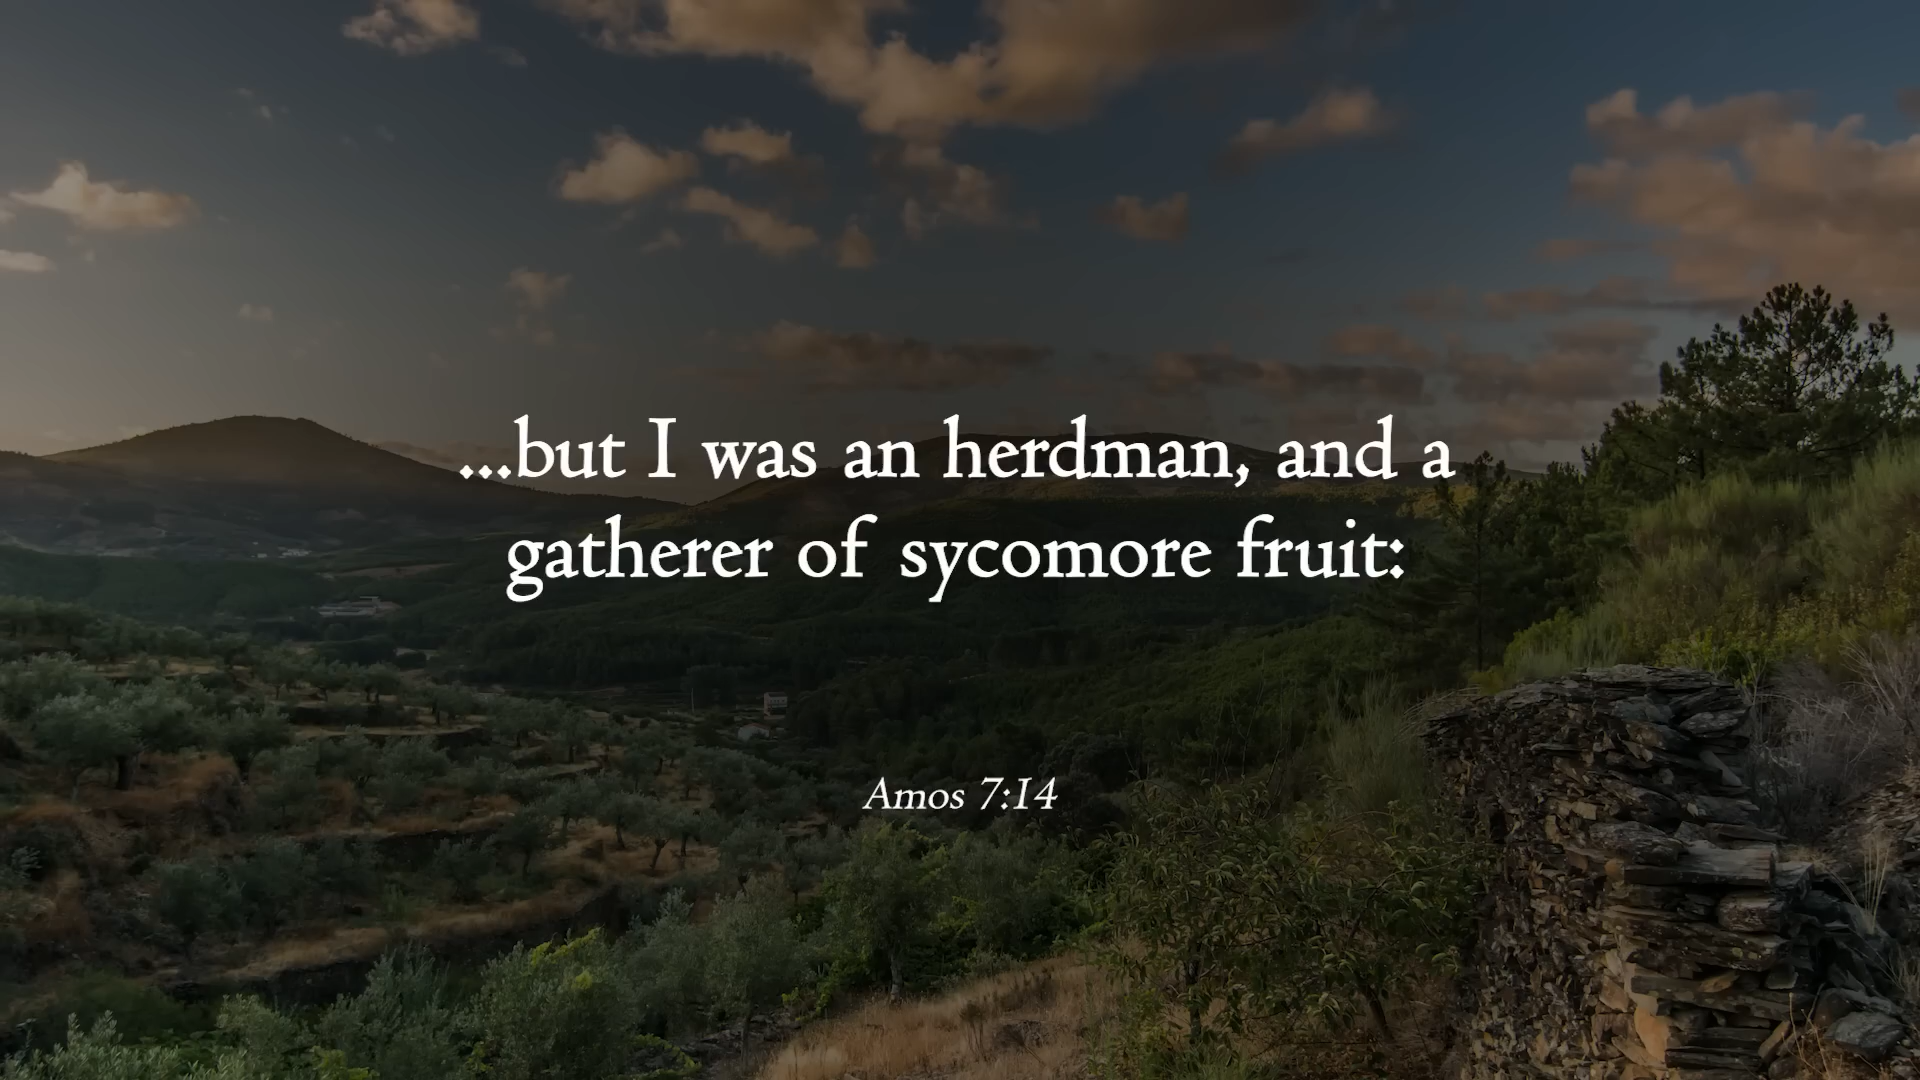 ...but I was an herdman, and a
gatherer of sycomore fruit:
Amos 7:14